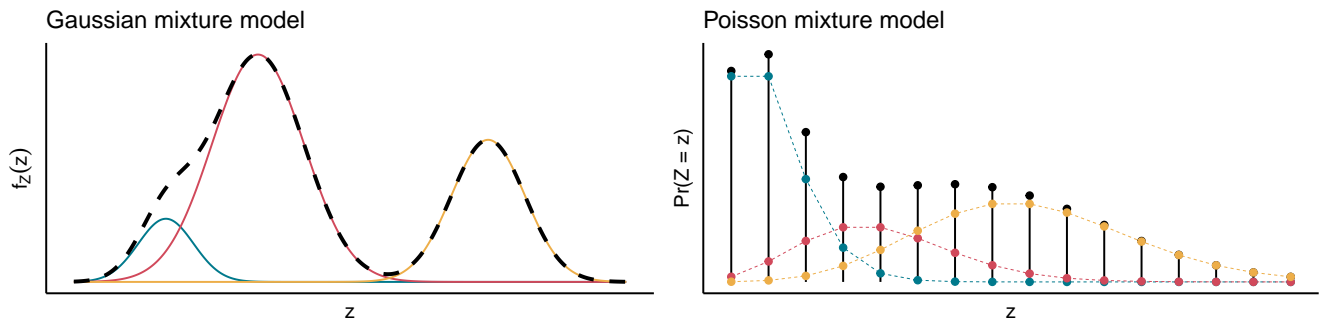 Gaussian mixture model
f_Z(z)
z
Poisson mixture model
Pr(Z = z)
z